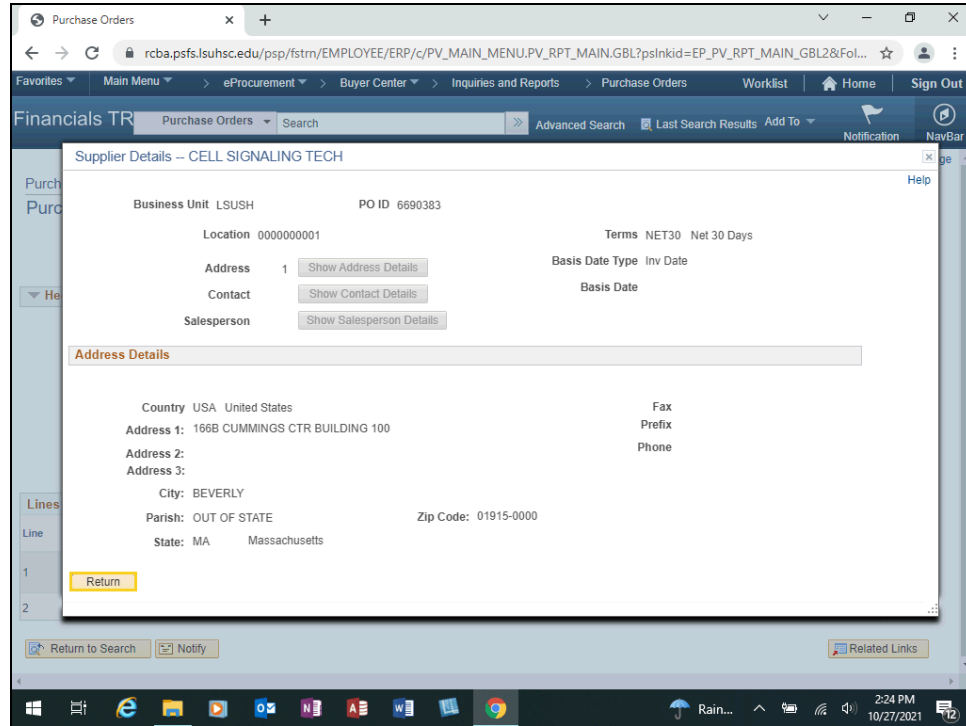 Purchase Orders
rcba.psfs.lsuhsc.edu/psp/fstrn/EMPLOYEE/ERP/c/PV_MAIN_MENU.PV_RPT_MAIN.GBL?pslnkid=EP_PV_RPT_MAIN_GBL2&Fol...
Favorites Main Menu > eProcurement > Buyer Center > Inquiries and Reports > Purchase Orders Worklist Home Sign Out
Financials TR Purchase Orders Search Advanced Search Last Search Results Add To Notification NavBar
Supplier Details -- CELL SIGNALING TECH
ge
Help
Purch
Purc
Business Unit LSUSH PO ID 6690383
Location 0000000001 Terms NET30 Net 30 Days
Address 1 Show Address Details Basis Date Type Inv Date
Contact Show Contact Details Basis Date
He
Salesperson Show Salesperson Details
Address Details
Country USA United States Fax
Address 1: 166B CUMMINGS CTR BUILDING 100 Prefix
Address 2: Phone
Address 3:
City: BEVERLY
Lines
Parish: OUT OF STATE Zip Code: 01915-0000
Line
State: MA Massachusetts
1
Return
2
Return to Search Notify Related Links
Rain... 2:24 PM
10/27/2021
12